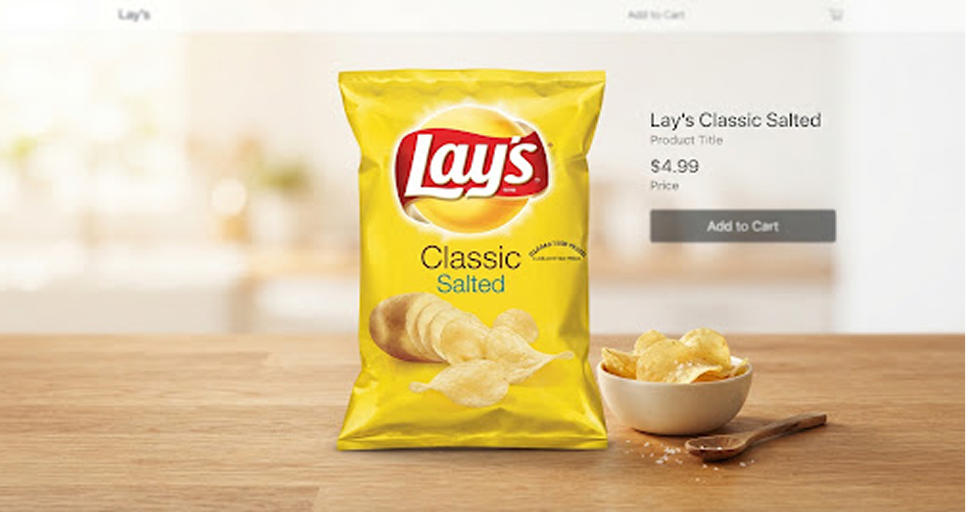 Lay's
Add to Cart
Lay's
Classic
Salted
Lay's Classic Salted
Product Title
$4.99
Price
Add to Cart